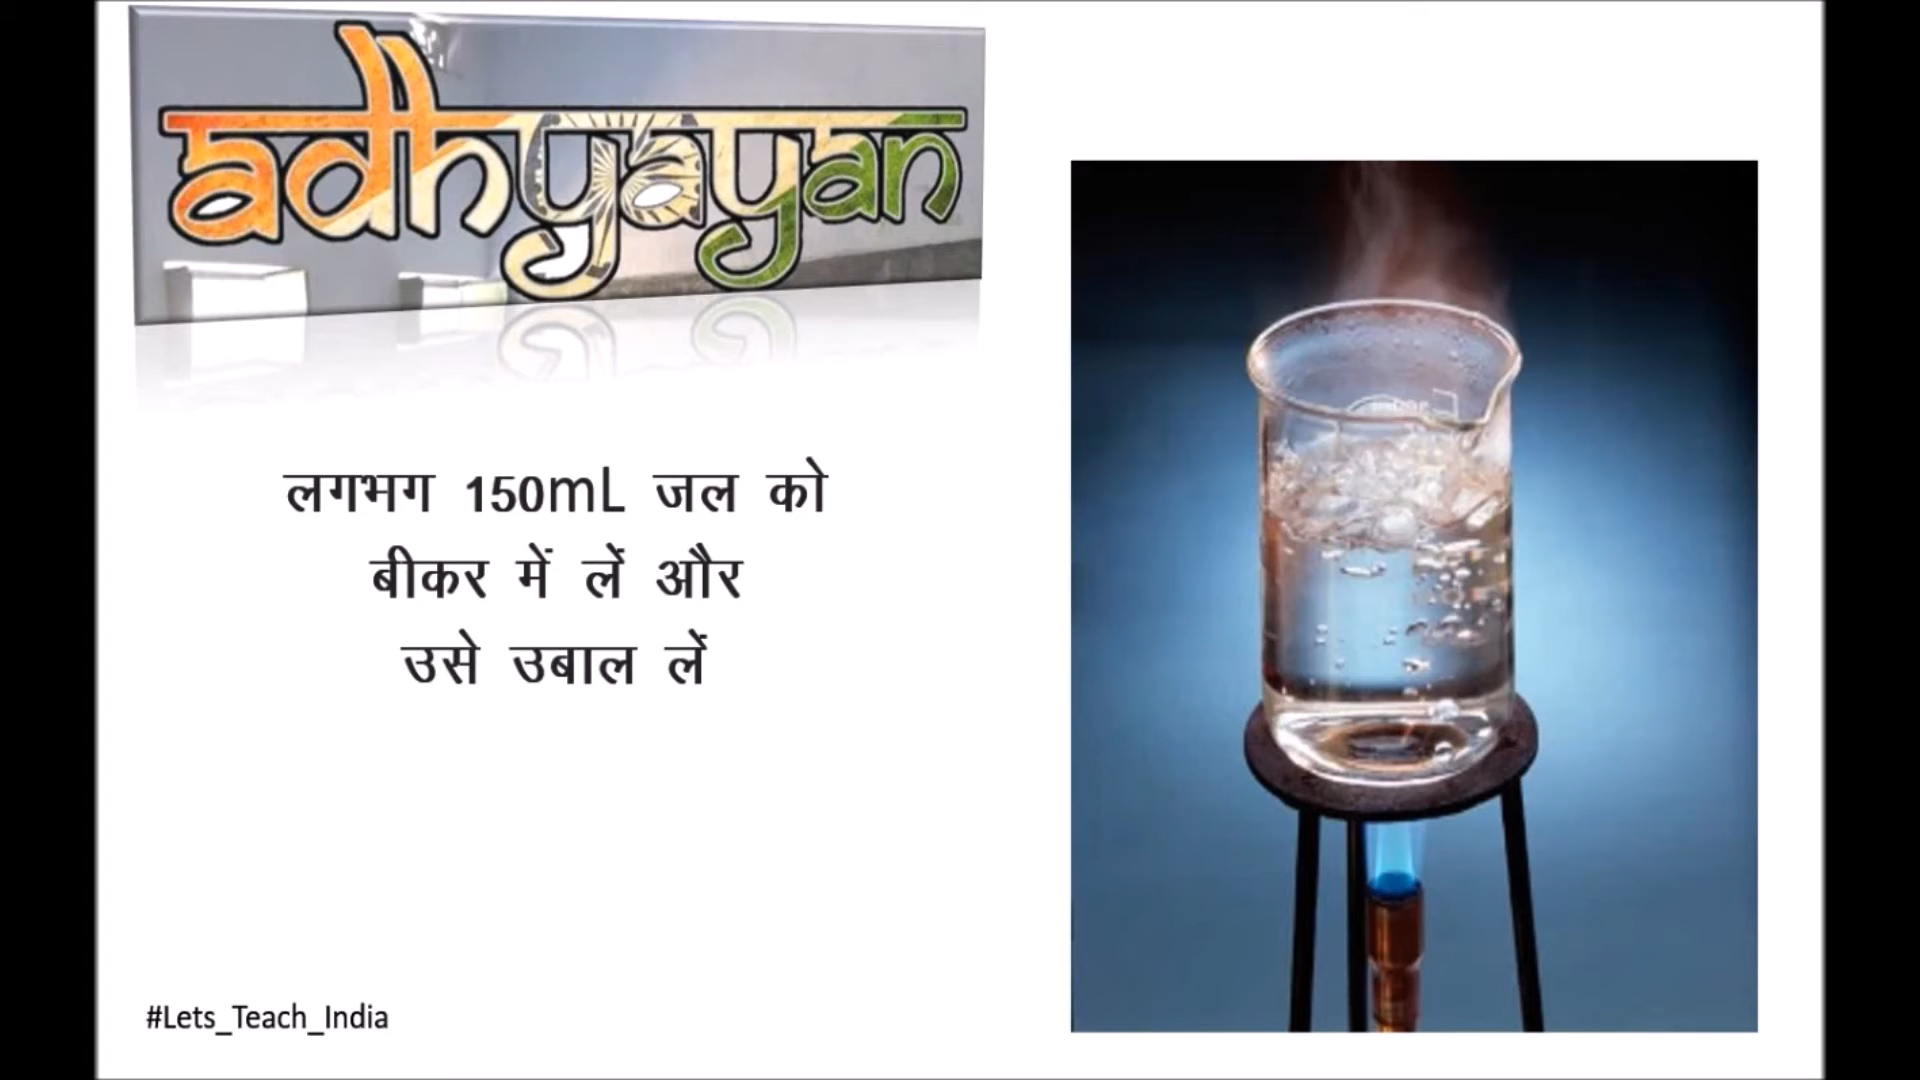 adhyayan
लगभग 150mL जल को
बीकर में लें और
उसे उबाल लें
#Lets_Teach_India